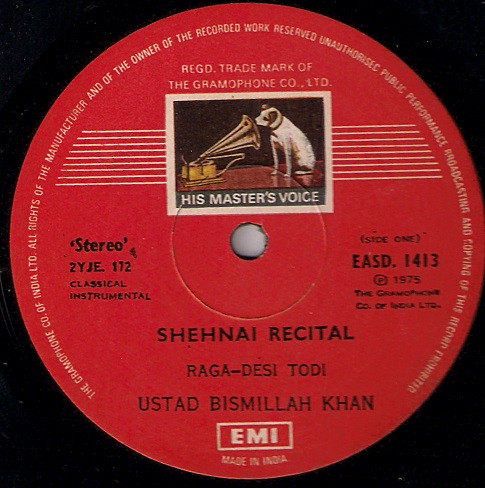 THE GRAMOPHONE CO. OF INDIA LTD. ALL RIGHTS OF THE MANUFACTURER AND OF THE OWNER OF THE RECORDED WORK RESERVED UNAUTHORISED PUBLIC PERFORMANCE BROADCASTING AND COPYING OF THIS RECORD PROHIBITED
REGD. TRADE MARK OF
THE GRAMOPHONE CO., LTD.
HIS MASTER'S VOICE
'Stereo'
2YJE. 172
CLASSICAL
INSTRUMENTAL
(SIDE ONE)
EASD. 1413
℗ 1975
THE GRAMOPHONE
CO. OF INDIA LTD.
SHEHNAI RECITAL
RAGA-DESI TODI
USTAD BISMILLAH KHAN
EMI
MADE IN INDIA